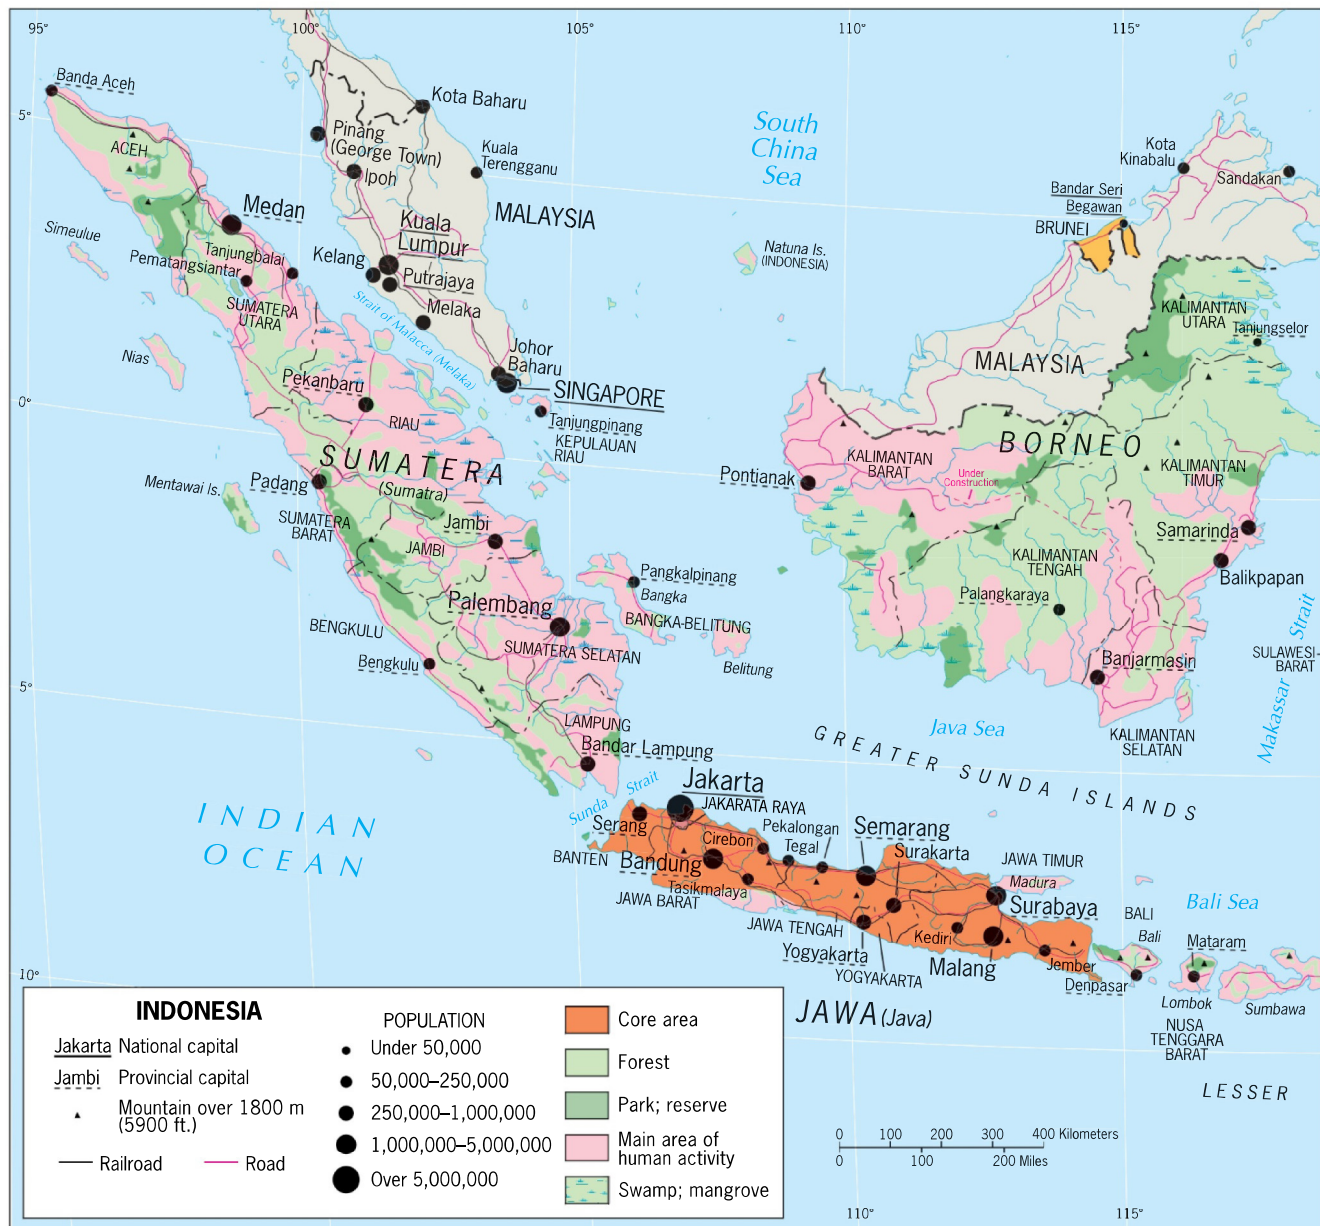 95°
100°
105°
110°
115°
Banda Aceh
5°
ACEH
Kota Baharu
Pinang
(George Town)
Ipoh
Kuala
Terengganu
South
China
Sea
Kota
Kinabalu
Sandakan
Bandar Seri
Begawan
BRUNEI
Medan
Kuala
Lumpur
MALAYSIA
Simeulue
Tanjungbalai
Pematangsiantar
Kelang
Putrajaya
Natuna Is.
(INDONESIA)
SUMATERA
UTARA
Strait of Malacca (Melaka)
Melaka
KALIMANTAN
UTARA
Tanjungselor
Nias
Johor
Baharu
MALAYSIA
Pekanbaru
SINGAPORE
0°
RIAU
Tanjungpinang
KEPULAUAN
RIAU
BORNEO
KALIMANTAN
BARAT
Under
Construction
KALIMANTAN
TIMUR
SUMATERA
(Sumatra)
Pontianak
Mentawai Is.
Padang
SUMATERA
BARAT
Jambi
JAMBI
Samarinda
KALIMANTAN
TENGAH
Balikpapan
Pangkalpinang
Bangka
Palangkaraya
BANGKA-BELITUNG
Palembang
BENGKULU
SUMATERA SELATAN
Belitung
Bengkulu
Banjarmasin
SULAWESI-
BARAT
Makassar Strait
5°
LAMPUNG
Bandar Lampung
Java Sea
KALIMANTAN
SELATAN
GREATER SUNDA ISLANDS
INDIAN
OCEAN
Sunda Strait
Jakarta
JAKARATA RAYA
Serang
Cirebon
Pekalongan
Tegal
Semarang
Surakarta
BANTEN
Bandung
JAWA TIMUR
Madura
Tasikmalaya
JAWA BARAT
Surabaya
BALI
Bali
Bali Sea
JAWA TENGAH
Kediri
Mataram
Yogyakarta
YOGYAKARTA
Malang
Jember
Denpasar
Lombok
Sumbawa
10°
JAWA (Java)
NUSA
TENGGARA
BARAT
LESSER
INDONESIA
Jakarta National capital
Jambi Provincial capital
Mountain over 1800 m
(5900 ft.)
Railroad
Road
POPULATION
Under 50,000
50,000–250,000
250,000–1,000,000
1,000,000–5,000,000
Over 5,000,000
Core area
Forest
Park; reserve
Main area of
human activity
Swamp; mangrove
0 100 200 300 400 Kilometers
0 100 200 Miles
110°
115°